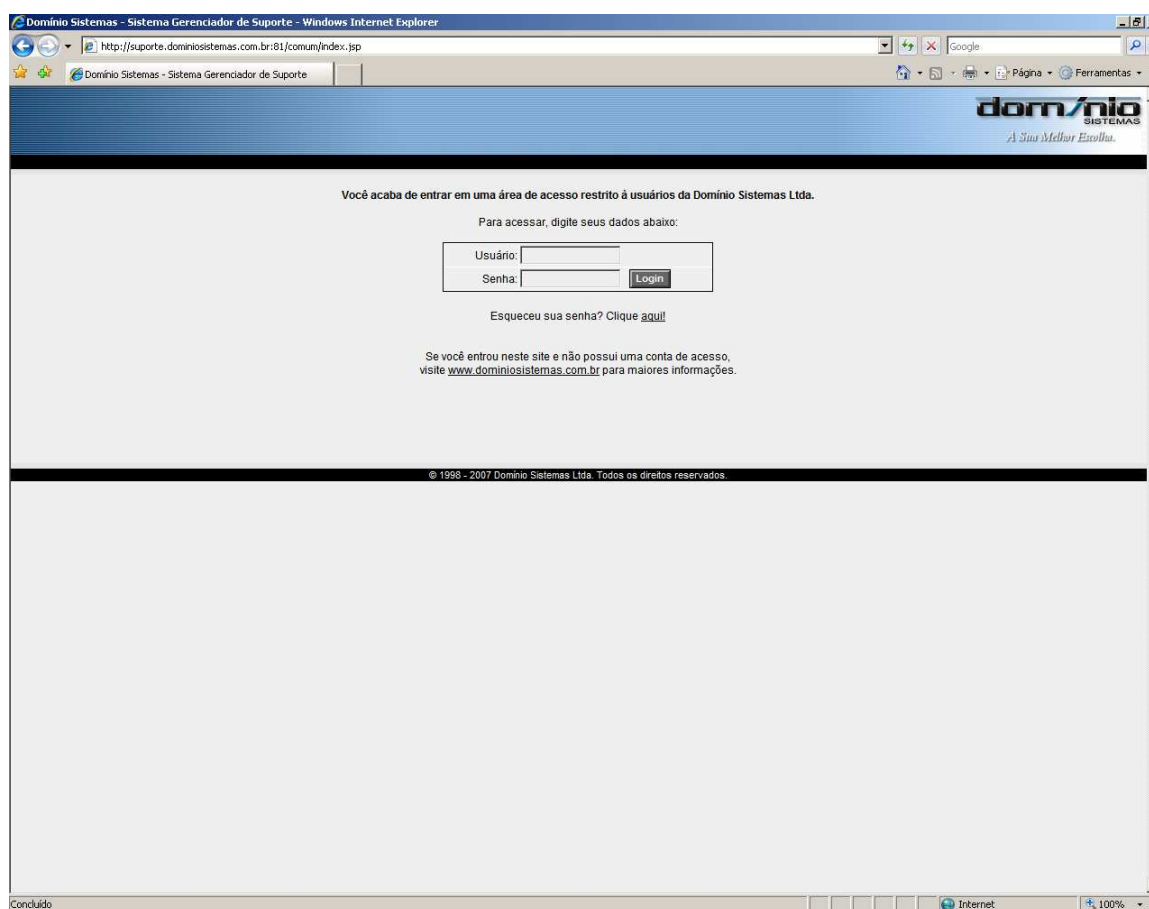 Domínio Sistemas - Sistema Gerenciador de Suporte - Windows Internet Explorer
http://suporte.dominiosistemas.com.br:81/comum/index.jsp
Google
Domínio Sistemas - Sistema Gerenciador de Suporte
Página
Ferramentas
domínio
SISTEMAS
A Sua Melhor Escolha.
Você acaba de entrar em uma área de acesso restrito à usuários da Domínio Sistemas Ltda.
Para acessar, digite seus dados abaixo:
Usuário:
Senha:
Login
Esqueceu sua senha? Clique aqui!
Se você entrou neste site e não possui uma conta de acesso,
visite www.dominiosistemas.com.br para maiores informações.
© 1998 - 2007 Domínio Sistemas Ltda. Todos os direitos reservados.
Concluído
Internet
100%